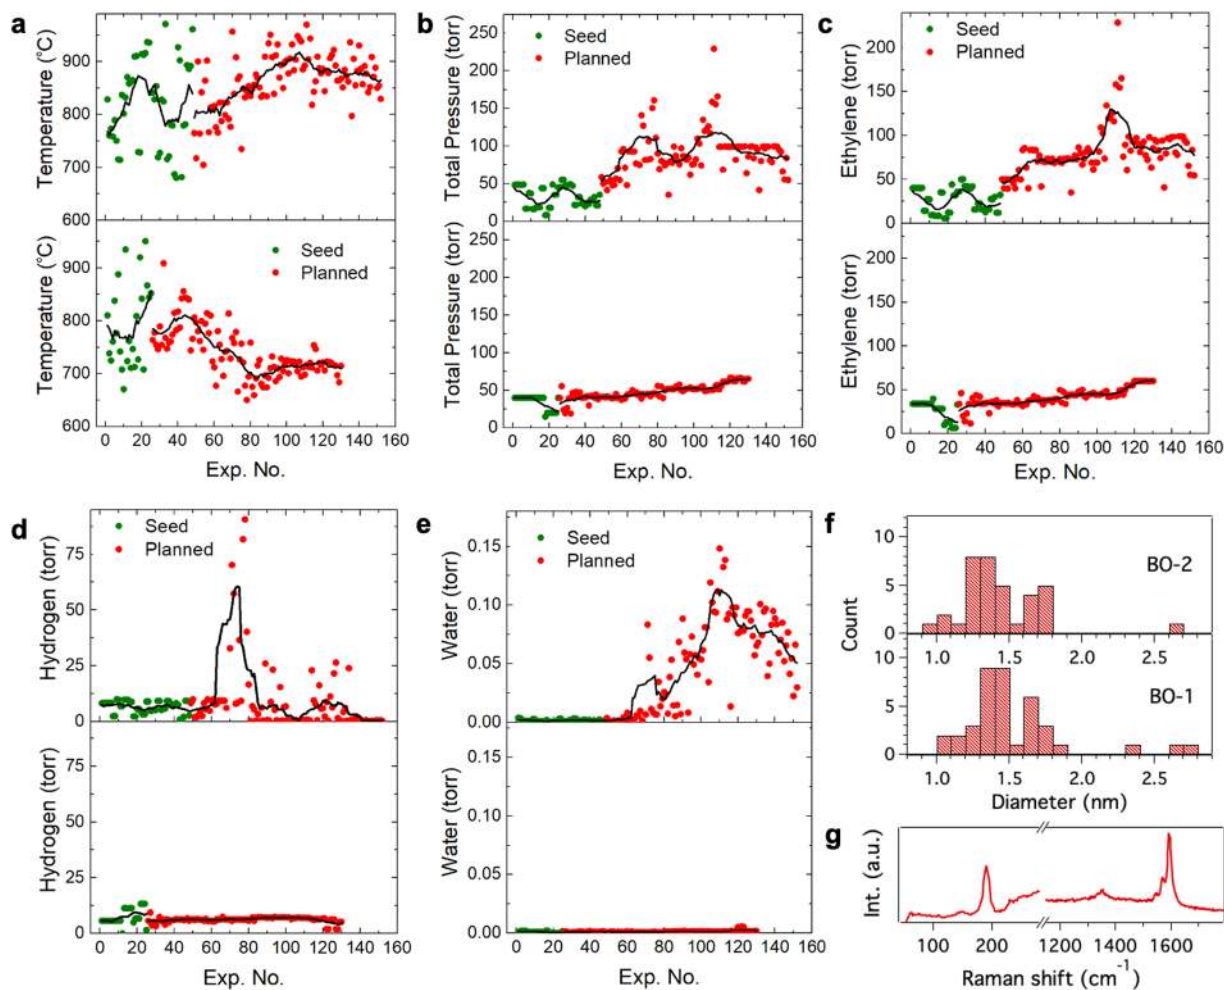 a
Temperature (°C)
900
800
700
600
Temperature (°C)
900
800
700
600
Seed
Planned
0 20 40 60 80 100 120 140 160
Exp. No.
b
Total Pressure (torr)
250
200
150
100
50
0
Seed
Planned
Total Pressure (torr)
250
200
150
100
50
0
0 20 40 60 80 100 120 140 160
Exp. No.
c
Ethylene (torr)
200
150
100
50
0
Seed
Planned
Ethylene (torr)
200
150
100
50
0
0 20 40 60 80 100 120 140 160
Exp. No.
d
Hydrogen (torr)
75
50
25
0
Seed
Planned
Hydrogen (torr)
75
50
25
0
0 20 40 60 80 100 120 140 160
Exp. No.
e
Water (torr)
0.15
0.10
0.05
0.00
Seed
Planned
Water (torr)
0.15
0.10
0.05
0.00
0 20 40 60 80 100 120 140 160
Exp. No.
f
Count
10
5
0
BO-2
1.0 1.5 2.0 2.5
10
5
0
BO-1
1.0 1.5 2.0 2.5
Diameter (nm)
g
Int. (a.u.)
100 200 1200 1600
Raman shift (cm⁻¹)